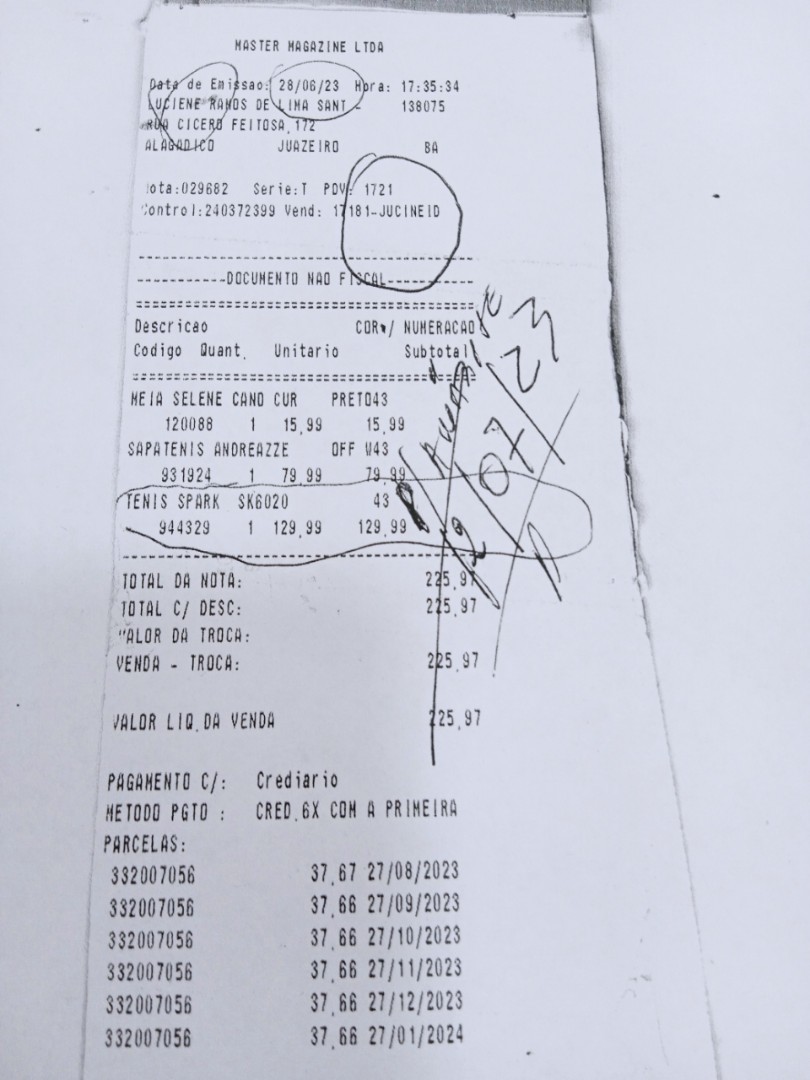 MASTER MAGAZINE LTDA
Data de Emissao: 28/06/23 Hora: 17:35:34
LUCIENE RAMOS DE LIMA SANT - 138075
RUA CICERO FEITOSA,172
ALAGADICO JUAZEIRO BA
ota:029682 Serie:T PDV: 1721
Control:240372399 Vend: 17181-JUCINEID
----------DOCUMENTO NAO FISCAL----------
Descricao COR / NUMERACAO
Codigo Quant. Unitario Subtotal
MEIA SELENE CANO CUR PRETO43
120088 1 15,99 15,99
SAPATENIS ANDREAZZE OFF W43
931924 1 79,99 79,99
TENIS SPARK SK6020 43
944329 1 129,99 129,99
19/07/23
TOTAL DA NOTA: 225,97
TOTAL C/ DESC: 225,97
VALOR DA TROCA:
VENDA - TROCA: 225,97
VALOR LIQ.DA VENDA 225,97
PAGAMENTO C/: Crediario
METODO PGTO : CRED.6X COM A PRIMEIRA
PARCELAS:
332007056 37,67 27/08/2023
332007056 37,66 27/09/2023
332007056 37,66 27/10/2023
332007056 37,66 27/11/2023
332007056 37,66 27/12/2023
332007056 37,66 27/01/2024